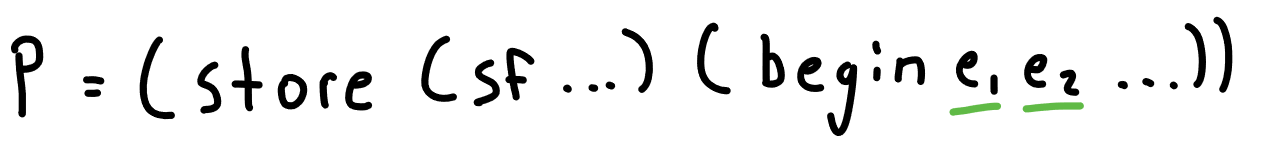 P = (store (sf ...) (begin e₁ e₂ ...))